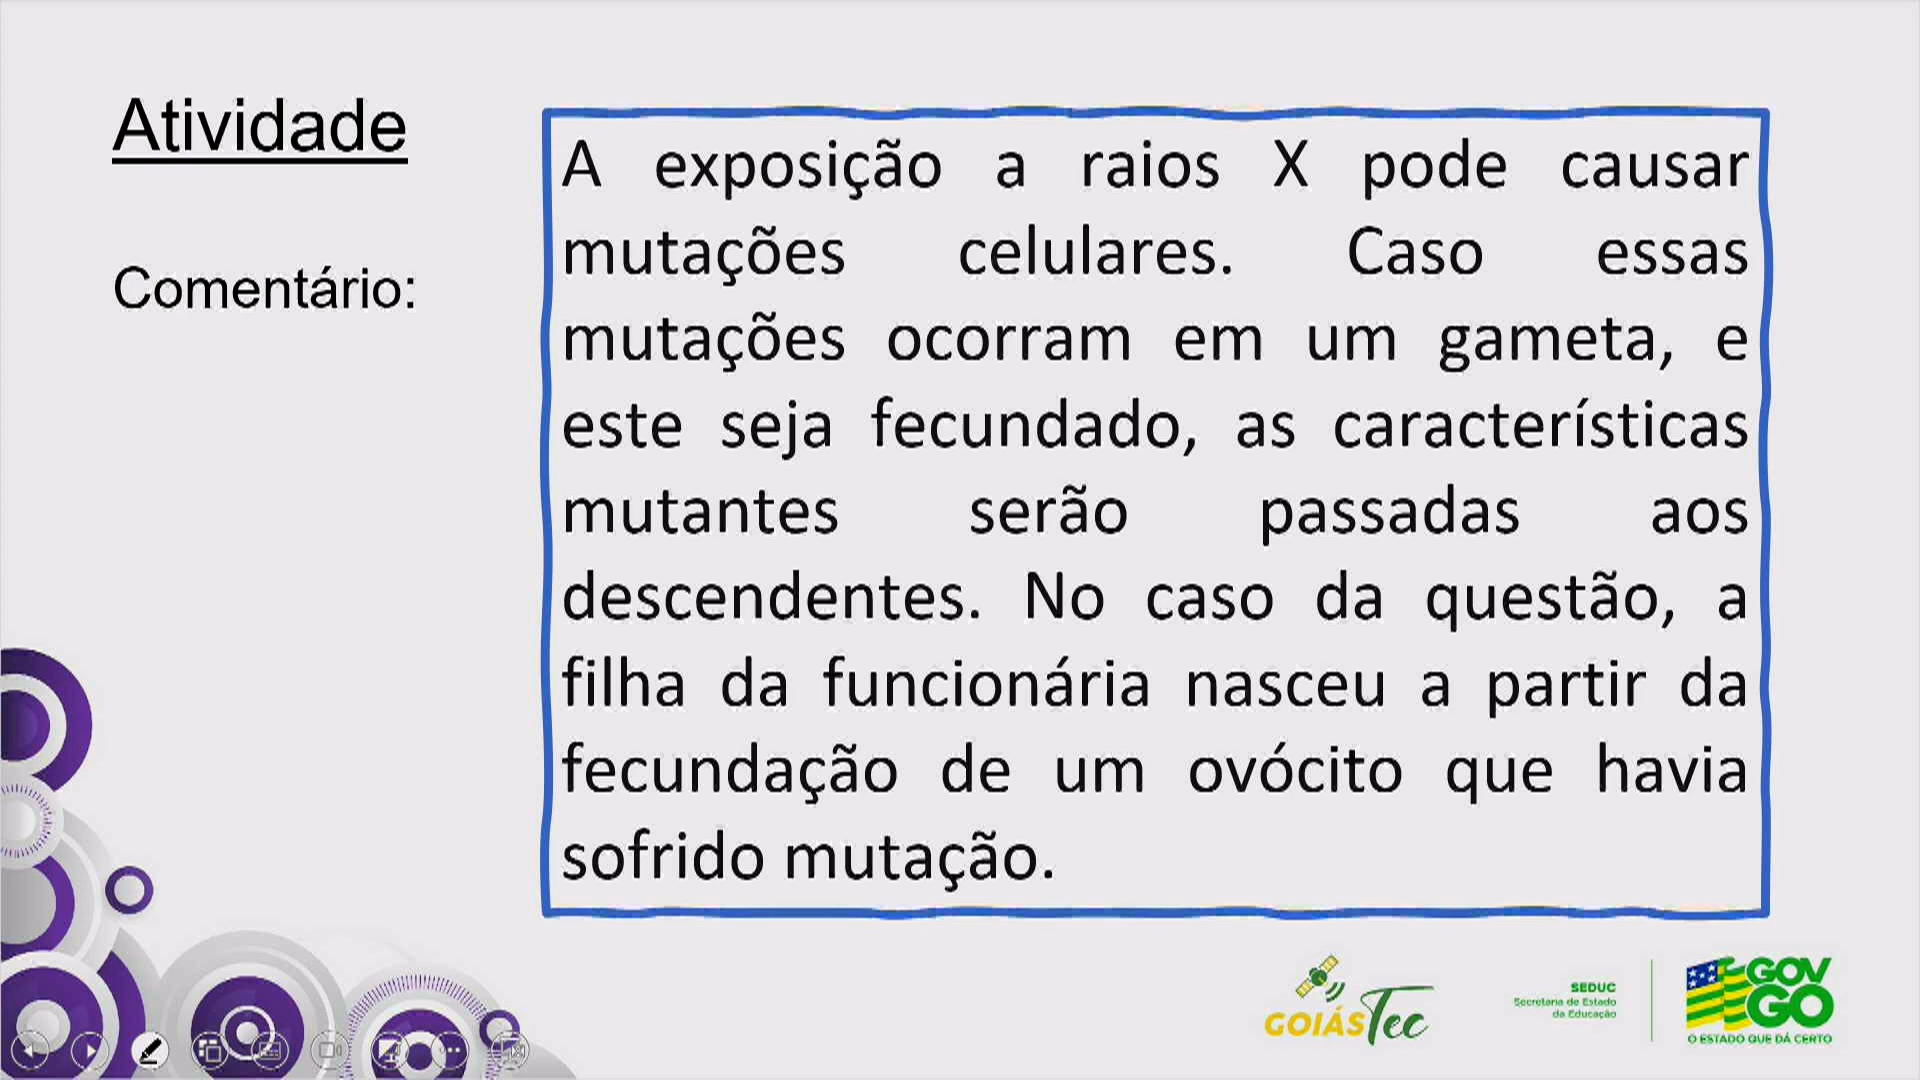 Atividade
Comentário:
A exposição a raios X pode causar
mutações celulares. Caso essas
mutações ocorram em um gameta, e
este seja fecundado, as características
mutantes serão passadas aos
descendentes. No caso da questão, a
filha da funcionária nasceu a partir da
fecundação de um ovócito que havia
sofrido mutação.
GOIÁS Tec
SEDUC
Secretaria de Estado
da Educação
GOV
GO
O ESTADO QUE DÁ CERTO